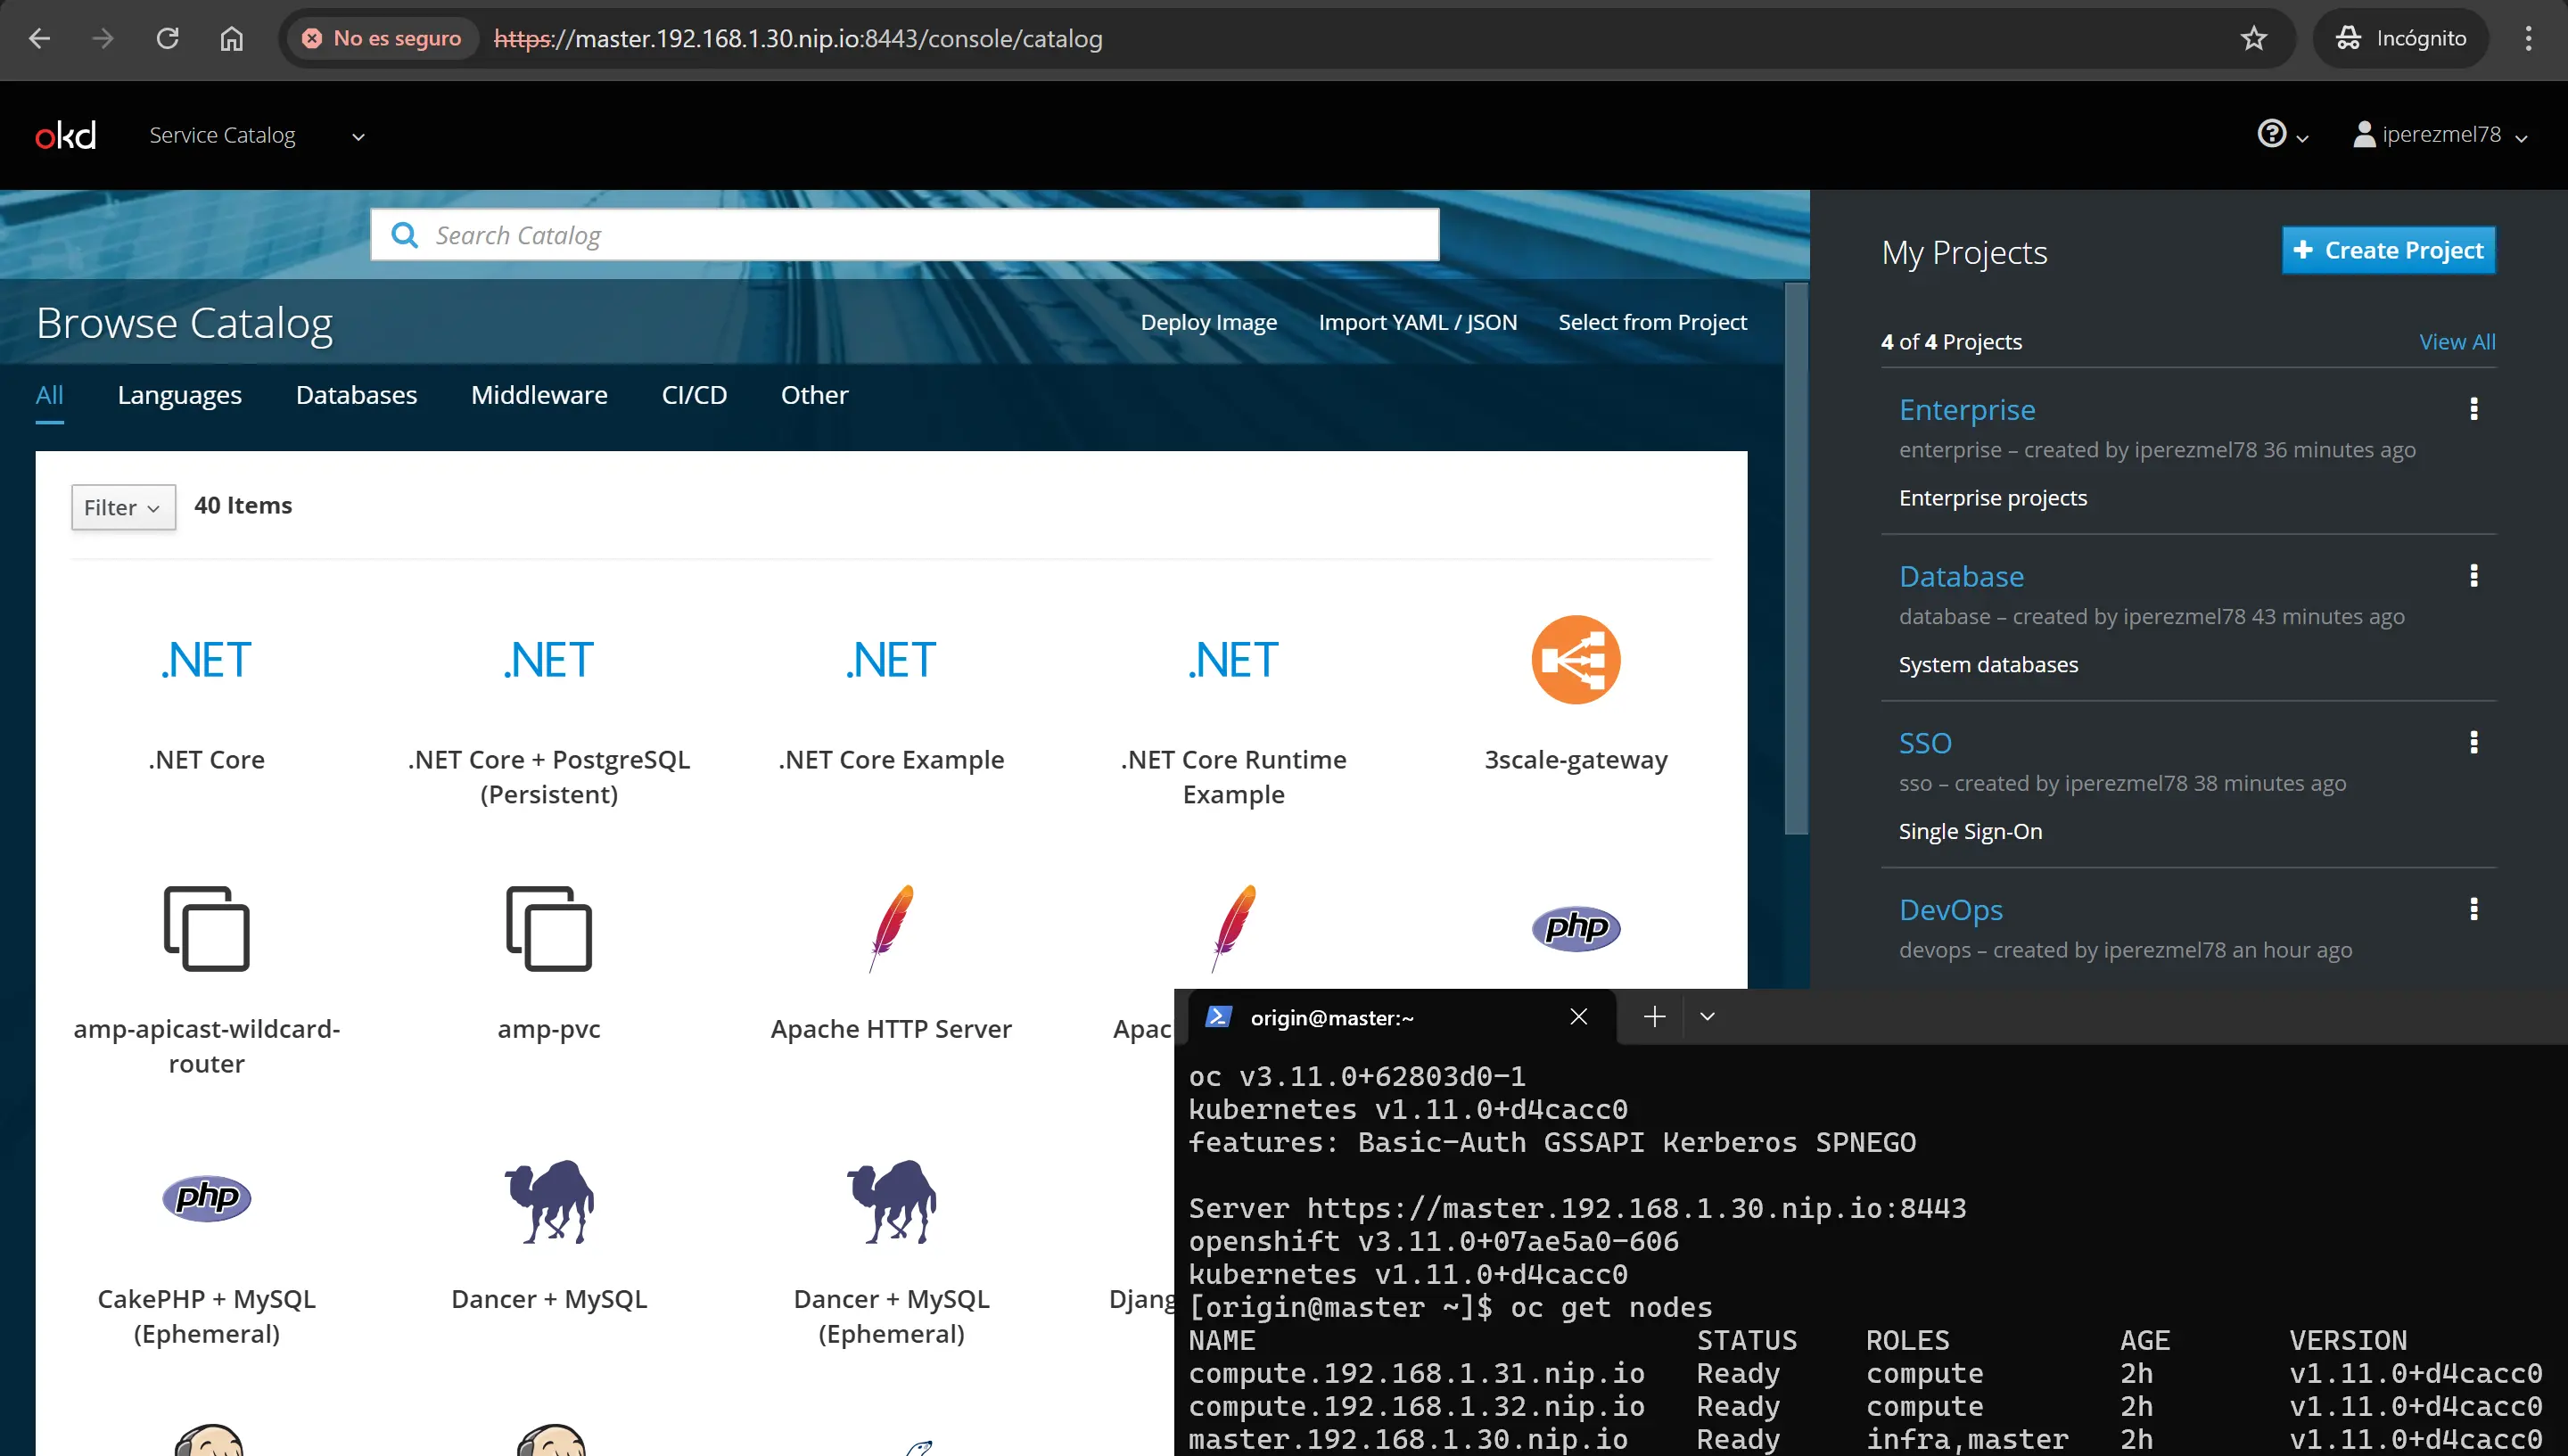 No es seguro
https://master.192.168.1.30.nip.io:8443/console/catalog
Incógnito
okd
Service Catalog
iperezmel78
Search Catalog
Browse Catalog
Deploy Image
Import YAML / JSON
Select from Project
All
Languages
Databases
Middleware
CI/CD
Other
Filter
40 Items
.NET
.NET
.NET
.NET
.NET Core
.NET Core + PostgreSQL
(Persistent)
.NET Core Example
.NET Core Runtime
Example
3scale-gateway
php
amp-apicast-wildcard-
router
amp-pvc
Apache HTTP Server
Apac
php
CakePHP + MySQL
(Ephemeral)
Dancer + MySQL
Dancer + MySQL
(Ephemeral)
Djang
My Projects
Create Project
4 of 4 Projects
View All
Enterprise
enterprise – created by iperezmel78 36 minutes ago
Enterprise projects
Database
database – created by iperezmel78 43 minutes ago
System databases
SSO
sso – created by iperezmel78 38 minutes ago
Single Sign-On
DevOps
devops – created by iperezmel78 an hour ago
origin@master:~
oc v3.11.0+62803d0-1
kubernetes v1.11.0+d4cacc0
features: Basic-Auth GSSAPI Kerberos SPNEGO
Server https://master.192.168.1.30.nip.io:8443
openshift v3.11.0+07ae5a0-606
kubernetes v1.11.0+d4cacc0
[origin@master ~]$ oc get nodes
NAME STATUS ROLES AGE VERSION
compute.192.168.1.31.nip.io Ready compute 2h v1.11.0+d4cacc0
compute.192.168.1.32.nip.io Ready compute 2h v1.11.0+d4cacc0
master.192.168.1.30.nip.io Ready infra,master 2h v1.11.0+d4cacc0